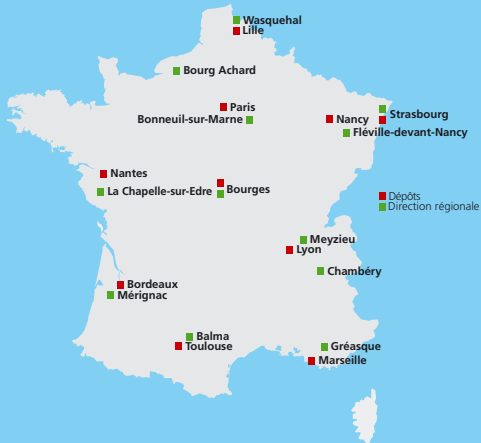 Wasquehal
Lille
Bourg Achard
Paris
Bonneuil-sur-Marne
Nancy
Strasbourg
Fléville-devant-Nancy
Nantes
La Chapelle-sur-Edre
Bourges
Dépôts
Direction régionale
Meyzieu
Lyon
Chambéry
Bordeaux
Mérignac
Balma
Toulouse
Gréasque
Marseille